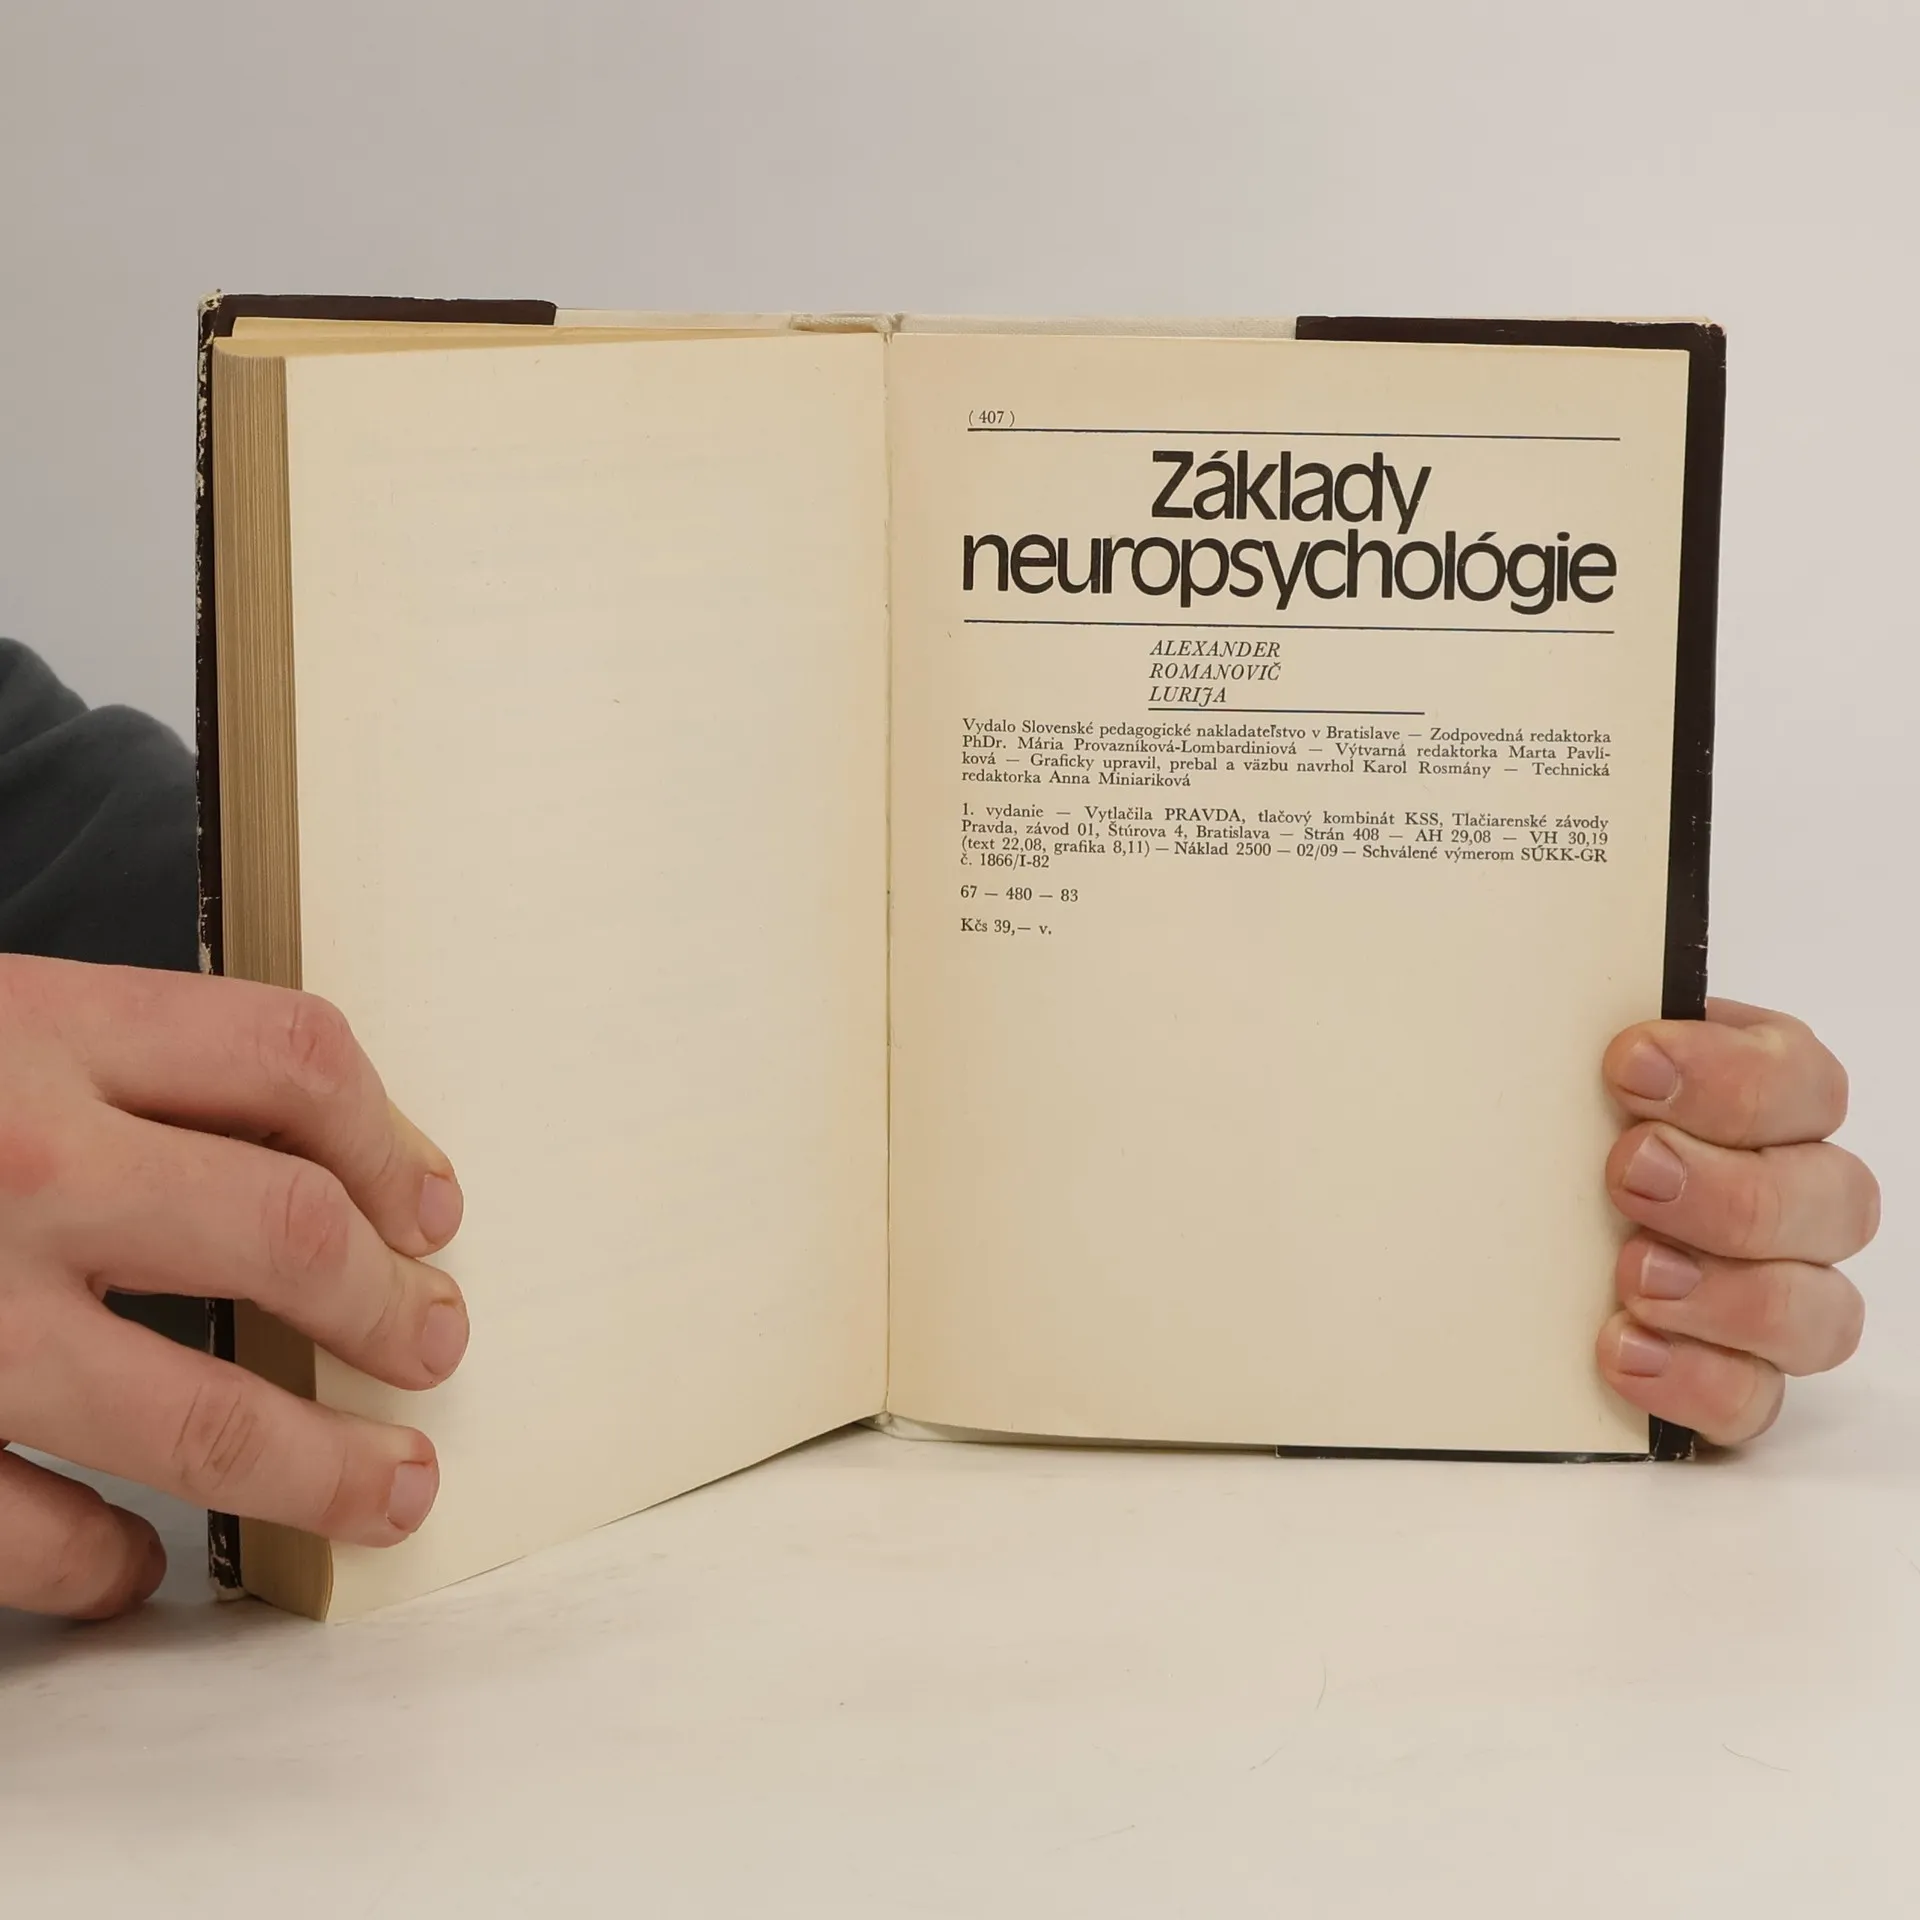 ( 407 )
Základy
neuropsychológie
ALEXANDER
ROMANOVIČ
LURIJA
Vydalo Slovenské pedagogické nakladateľstvo v Bratislave — Zodpovedná redaktorka
PhDr. Mária Provazníková-Lombardiniová — Výtvarná redaktorka Marta Pavlí-
ková — Graficky upravil, prebal a väzbu navrhol Karol Rosmány — Technická
redaktorka Anna Miniariková
1. vydanie — Vytlačila PRAVDA, tlačový kombinát KSS, Tlačiarenské závody
Pravda, závod 01, Štúrova 4, Bratislava — Strán 408 — AH 29,08 — VH 30,19
(text 22,08, grafika 8,11) — Náklad 2500 — 02/09 — Schválené výmerom SÚKK-GR
č. 1866/I-82
67 — 480 — 83
Kčs 39,— v.